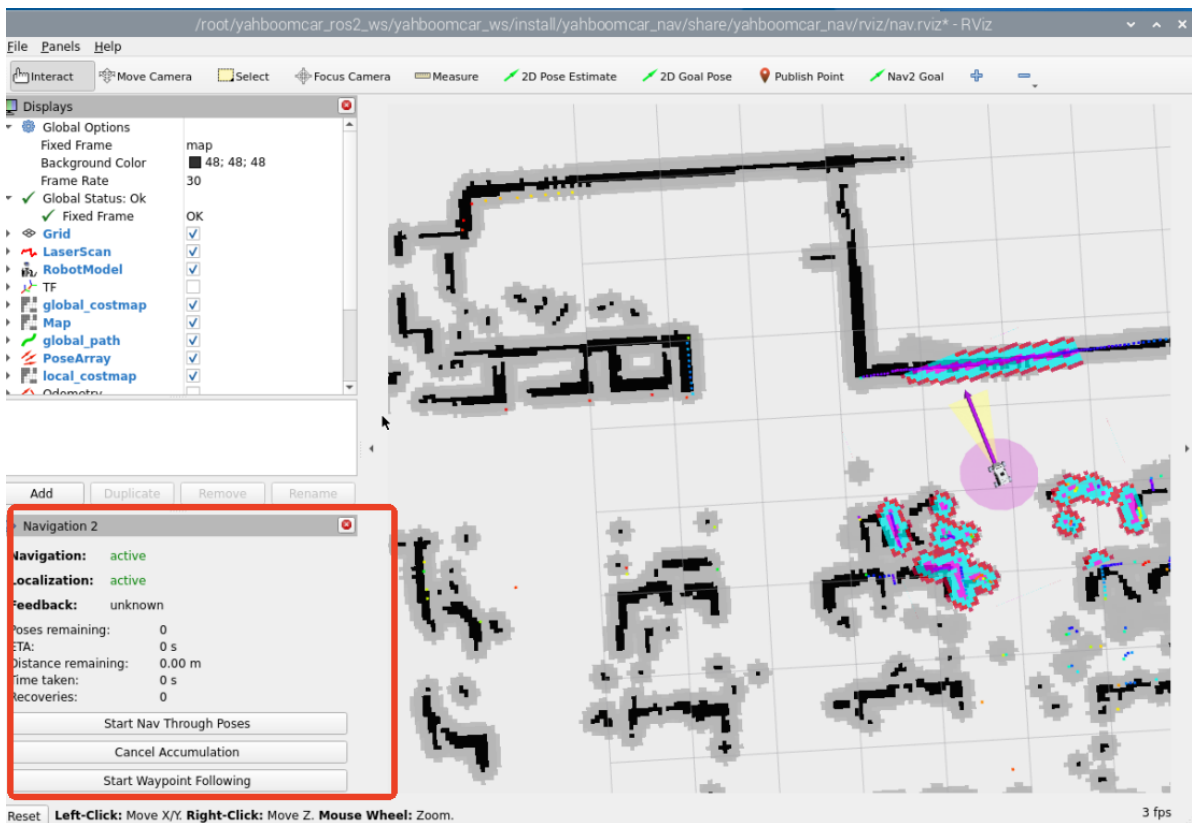 /root/yahboomcar_ros2_ws/yahboomcar_ws/install/yahboomcar_nav/share/yahboomcar_nav/rviz/nav.rviz* - RViz
File Panels Help
Interact Move Camera Select Focus Camera Measure 2D Pose Estimate 2D Goal Pose Publish Point Nav2 Goal
Displays
Global Options
Fixed Frame map
Background Color 48; 48; 48
Frame Rate 30
Global Status: Ok
Fixed Frame OK
Grid
LaserScan
RobotModel
TF
global_costmap
Map
global_path
PoseArray
local_costmap
Odometry
Add Duplicate Remove Rename
Navigation 2
Navigation: active
Localization: active
Feedback: unknown
Poses remaining: 0
ETA: 0 s
Distance remaining: 0.00 m
Time taken: 0 s
Recoveries: 0
Start Nav Through Poses
Cancel Accumulation
Start Waypoint Following
Reset Left-Click: Move X/Y. Right-Click: Move Z. Mouse Wheel: Zoom. 3 fps